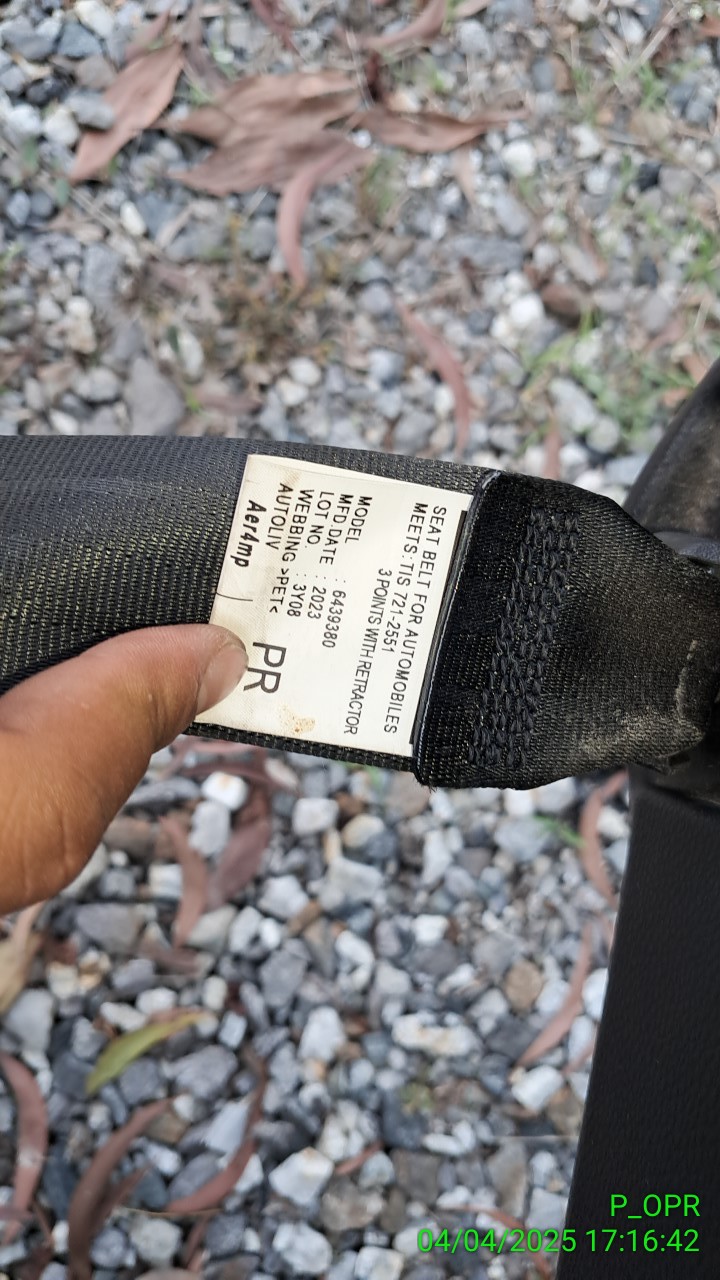 SEAT BELT FOR AUTOMOBILES
MEETS: TIS 721-2551
3 POINTS WITH RETRACTOR
MODEL : 6439380
MFD.DATE : 2023
LOT NO. : 3Y08
WEBBING >PET<
AUTOLIV PR
Aer4mp
P_OPR
04/04/2025 17:16:42